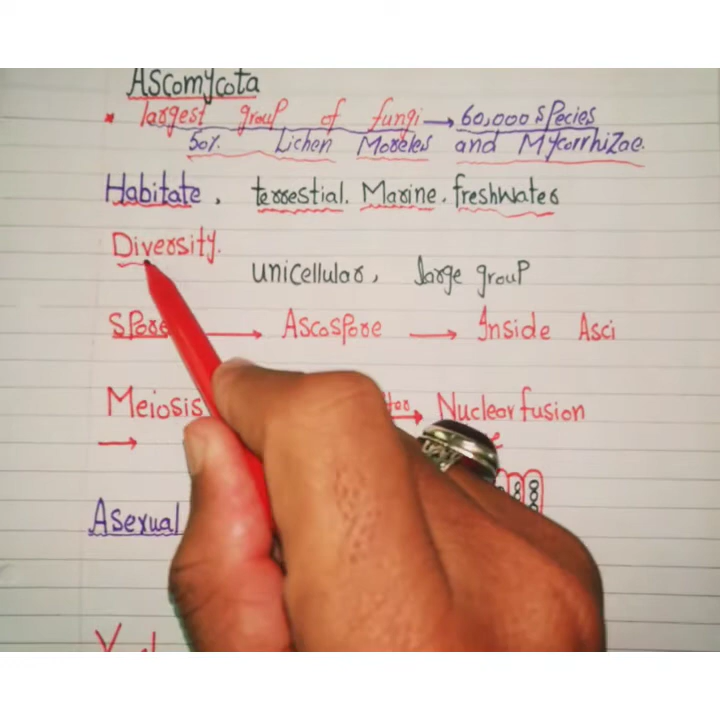 Ascomycota
* largest group of fungi → 60,000 species
50% Lichen Moreles and Mycorrhizae.
Habitate, terrestial. Marine. freshwater
Diversity.
unicellular, large group
Spore → Ascospore → Inside Asci
Meiosis → Nuclear fusion
→
Asexual